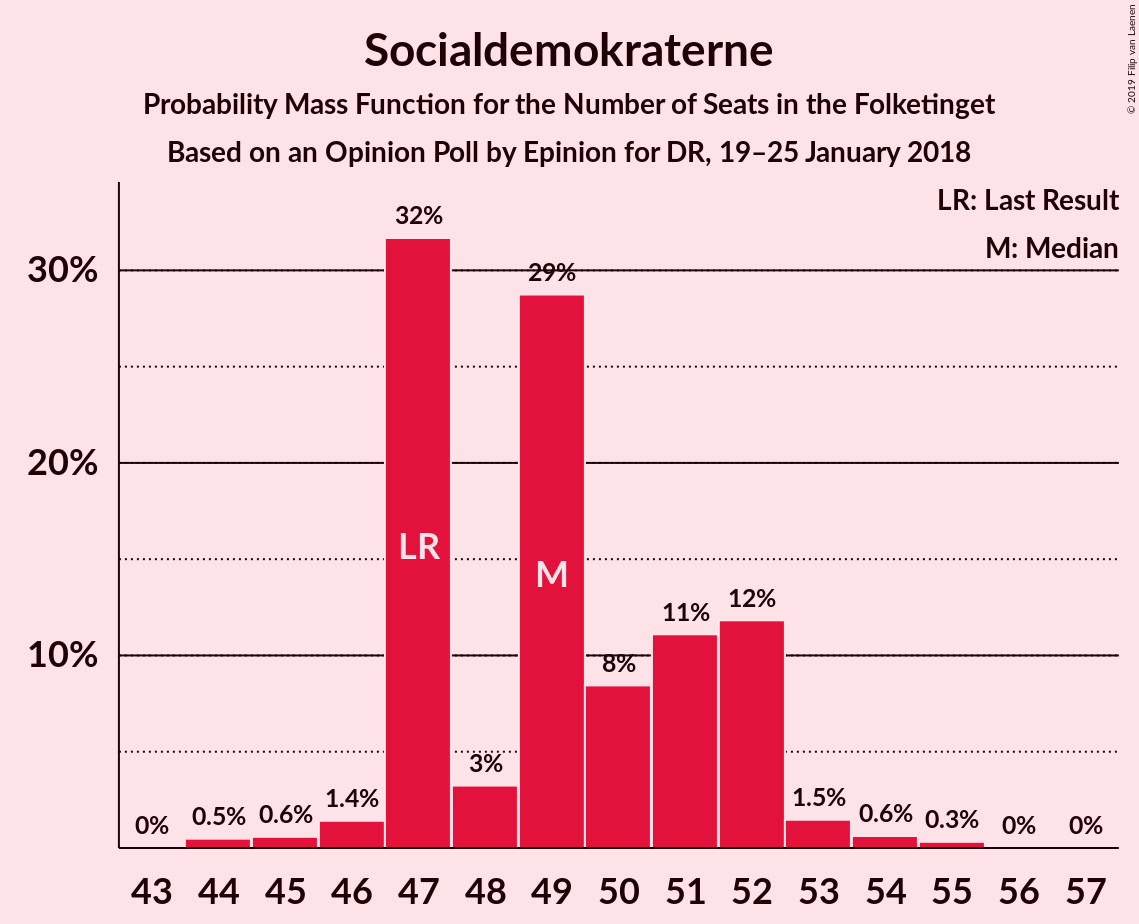 Socialdemokraterne
Probability Mass Function for the Number of Seats in the Folketinget
Based on an Opinion Poll by Epinion for DR, 19–25 January 2018
© 2019 Filip van Laenen
LR: Last Result
M: Median
30%
20%
10%
0%
0.5%
0.6%
1.4%
32%
3%
29%
8%
11%
12%
1.5%
0.6%
0.3%
0%
0%
LR
M
43 44 45 46 47 48 49 50 51 52 53 54 55 56 57